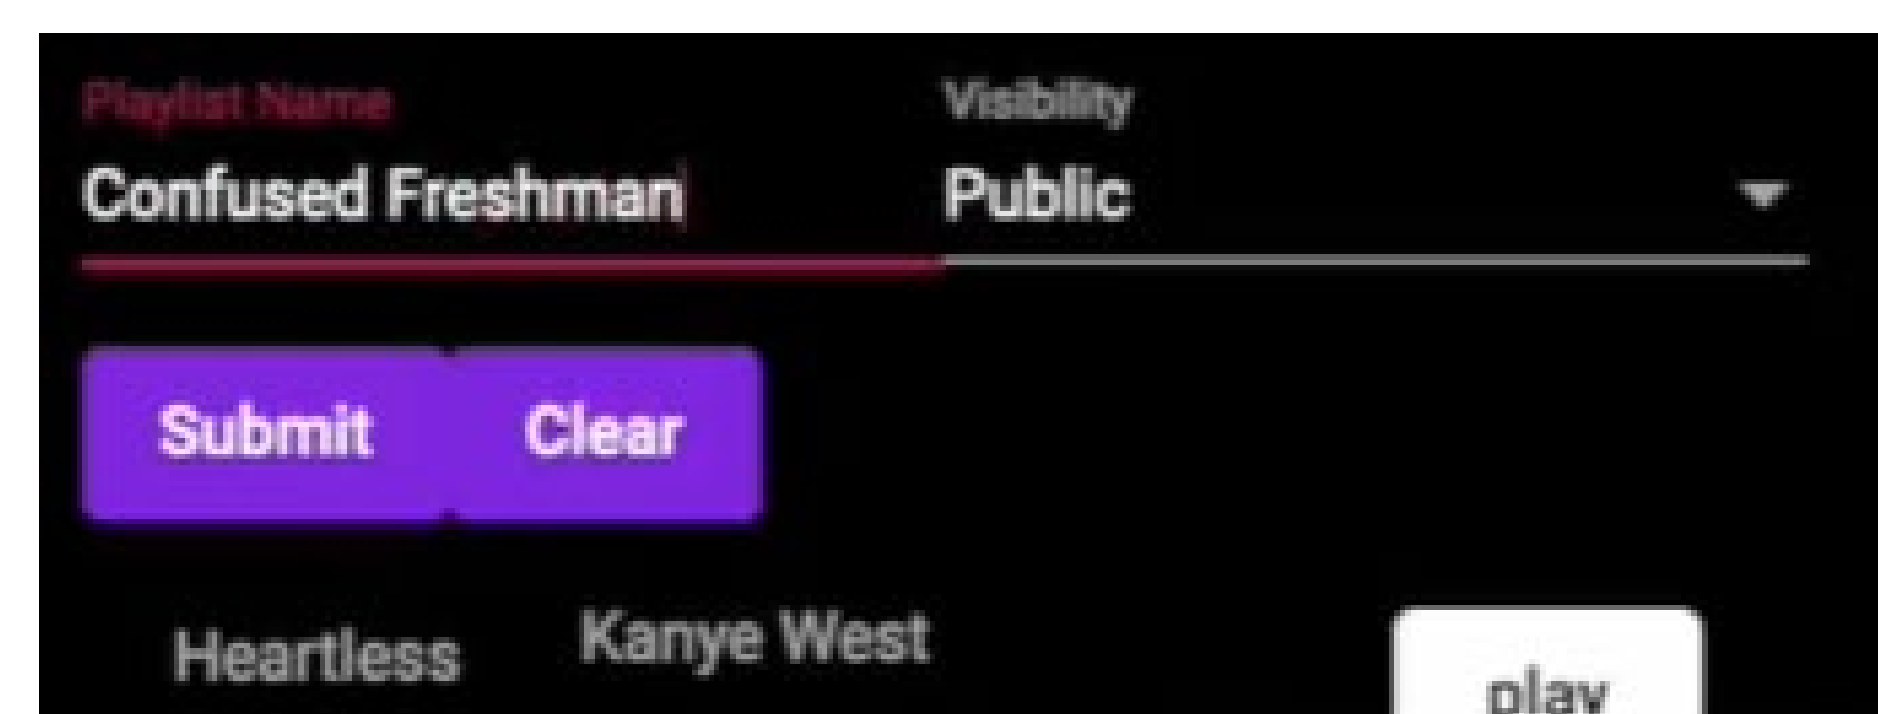 Playlist Name Visibility
Confused Freshman Public
Submit Clear
Heartless Kanye West
play